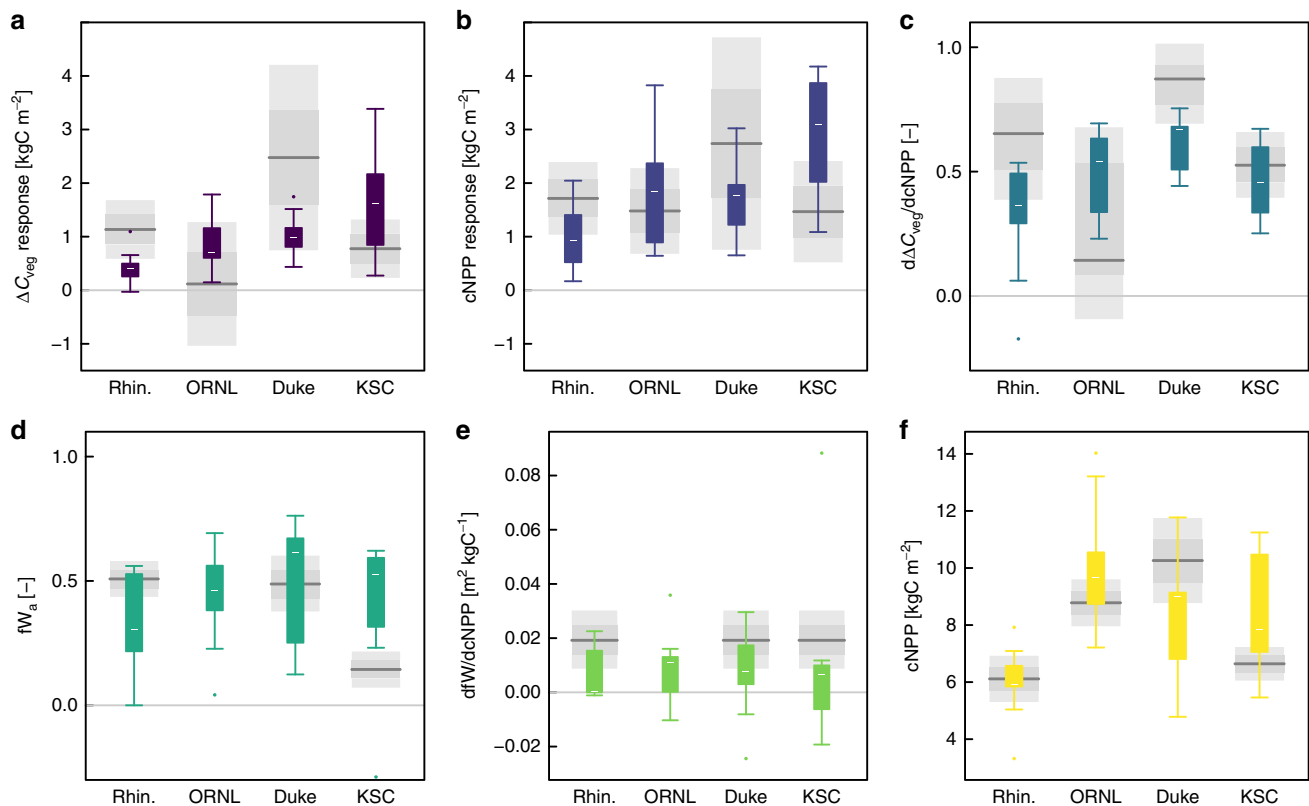 a
ΔCveg response [kgC m−2]
4
3
2
1
0
−1
Rhin. ORNL Duke KSC
b
cNPP response [kgC m−2]
4
3
2
1
0
−1
Rhin. ORNL Duke KSC
c
dΔCveg/dcNPP [–]
1.0
0.5
0.0
Rhin. ORNL Duke KSC
d
fWa [–]
1.0
0.5
0.0
Rhin. ORNL Duke KSC
e
dfW/dcNPP [m2 kgC−1]
0.08
0.06
0.04
0.02
0.00
−0.02
Rhin. ORNL Duke KSC
f
cNPP [kgC m−2]
14
12
10
8
6
4
Rhin. ORNL Duke KSC